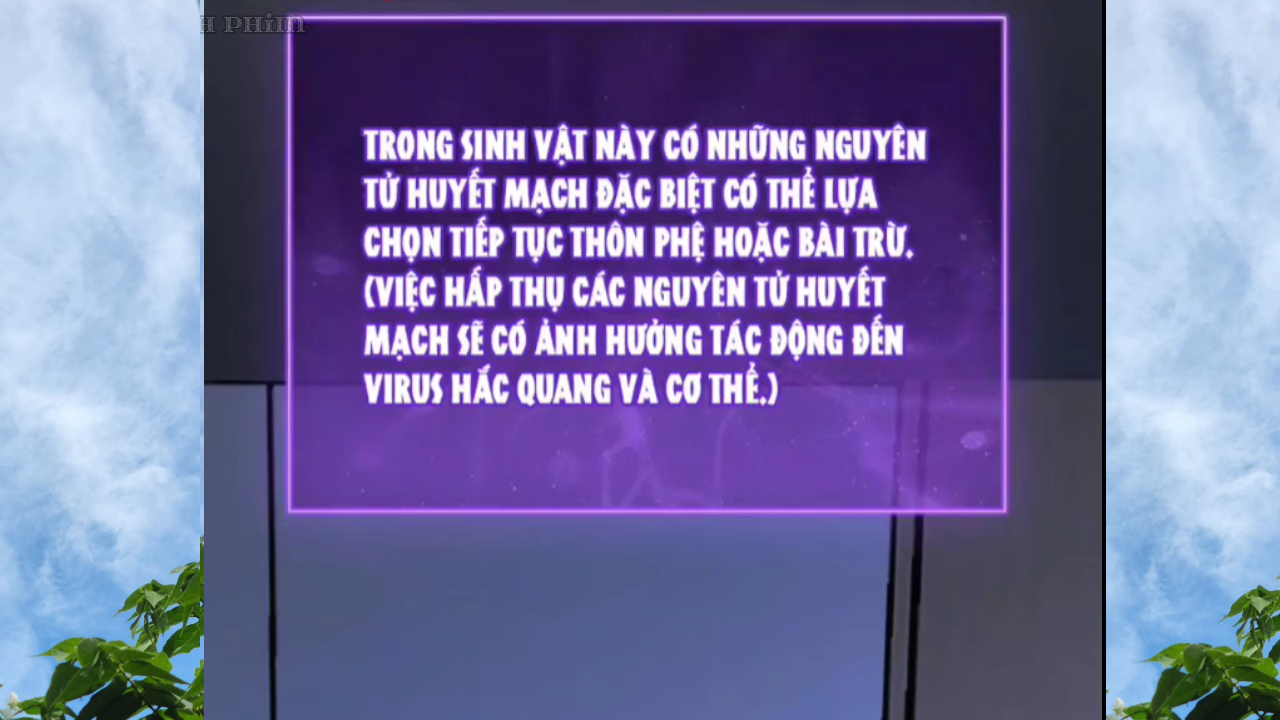 H PHIM
TRONG SINH VẬT NÀY CÓ NHỮNG NGUYÊN
TỬ HUYẾT MẠCH ĐẶC BIỆT CÓ THỂ LỰA
CHỌN TIẾP TỤC THÔN PHỆ HOẶC BÀI TRỪ.
(VIỆC HẤP THỤ CÁC NGUYÊN TỬ HUYẾT
MẠCH SẼ CÓ ẢNH HƯỞNG TÁC ĐỘNG ĐẾN
VIRUS HẮC QUANG VÀ CƠ THỂ.)